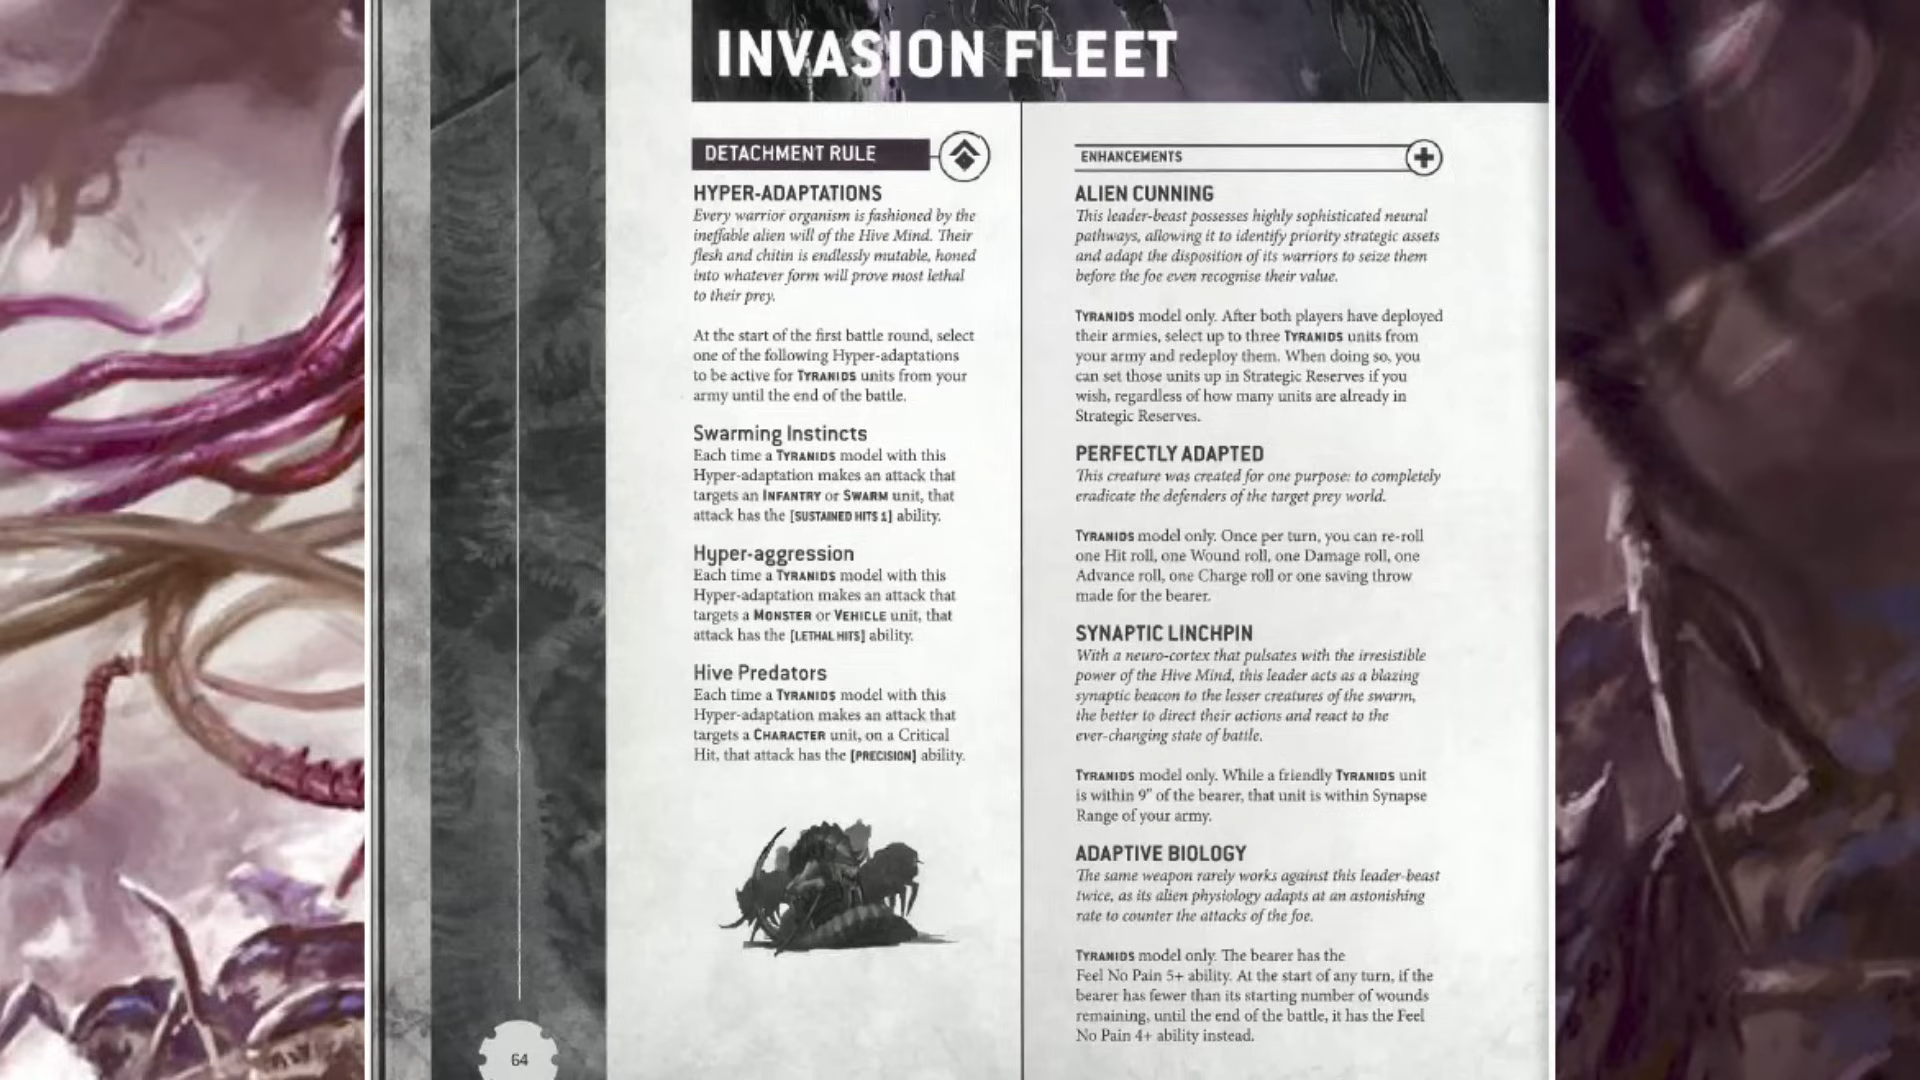 INVASION FLEET
DETACHMENT RULE
HYPER-ADAPTATIONS
Every warrior organism is fashioned by the
ineffable alien will of the Hive Mind. Their
flesh and chitin is endlessly mutable, honed
into whatever form will prove most lethal
to their prey.
At the start of the first battle round, select
one of the following Hyper-adaptations
to be active for TYRANIDS units from your
army until the end of the battle.
Swarming Instincts
Each time a TYRANIDS model with this
Hyper-adaptation makes an attack that
targets an INFANTRY or SWARM unit, that
attack has the [SUSTAINED HITS 1] ability.
Hyper-aggression
Each time a TYRANIDS model with this
Hyper-adaptation makes an attack that
targets a MONSTER or VEHICLE unit, that
attack has the [LETHAL HITS] ability.
Hive Predators
Each time a TYRANIDS model with this
Hyper-adaptation makes an attack that
targets a CHARACTER unit, on a Critical
Hit, that attack has the [PRECISION] ability.
64
ENHANCEMENTS
ALIEN CUNNING
This leader-beast possesses highly sophisticated neural
pathways, allowing it to identify priority strategic assets
and adapt the disposition of its warriors to seize them
before the foe even recognise their value.
TYRANIDS model only. After both players have deployed
their armies, select up to three TYRANIDS units from
your army and redeploy them. When doing so, you
can set those units up in Strategic Reserves if you
wish, regardless of how many units are already in
Strategic Reserves.
PERFECTLY ADAPTED
This creature was created for one purpose: to completely
eradicate the defenders of the target prey world.
TYRANIDS model only. Once per turn, you can re-roll
one Hit roll, one Wound roll, one Damage roll, one
Advance roll, one Charge roll or one saving throw
made for the bearer.
SYNAPTIC LINCHPIN
With a neuro-cortex that pulsates with the irresistible
power of the Hive Mind, this leader acts as a blazing
synaptic beacon to the lesser creatures of the swarm,
the better to direct their actions and react to the
ever-changing state of battle.
TYRANIDS model only. While a friendly TYRANIDS unit
is within 9" of the bearer, that unit is within Synapse
Range of your army.
ADAPTIVE BIOLOGY
The same weapon rarely works against this leader-beast
twice, as its alien physiology adapts at an astonishing
rate to counter the attacks of the foe.
TYRANIDS model only. The bearer has the
Feel No Pain 5+ ability. At the start of any turn, if the
bearer has fewer than its starting number of wounds
remaining, until the end of the battle, it has the Feel
No Pain 4+ ability instead.